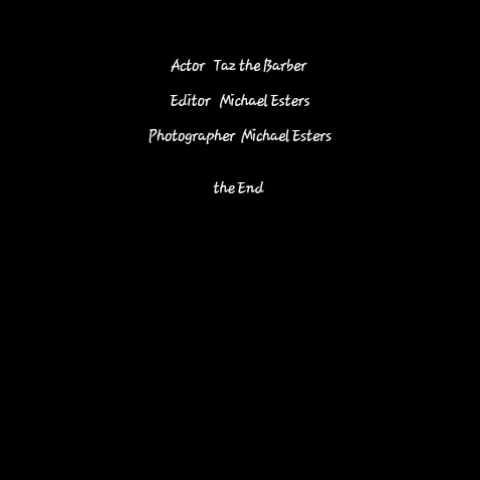 Actor Taz the Barber
Editor Michael Esters
Photographer Michael Esters
the End